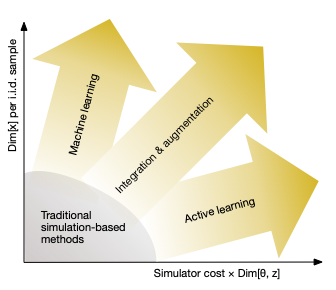 Dim[x] per i.i.d. sample
Machine learning
Integration & augmentation
Active learning
Traditional
simulation-based
methods
Simulator cost × Dim[θ, z]